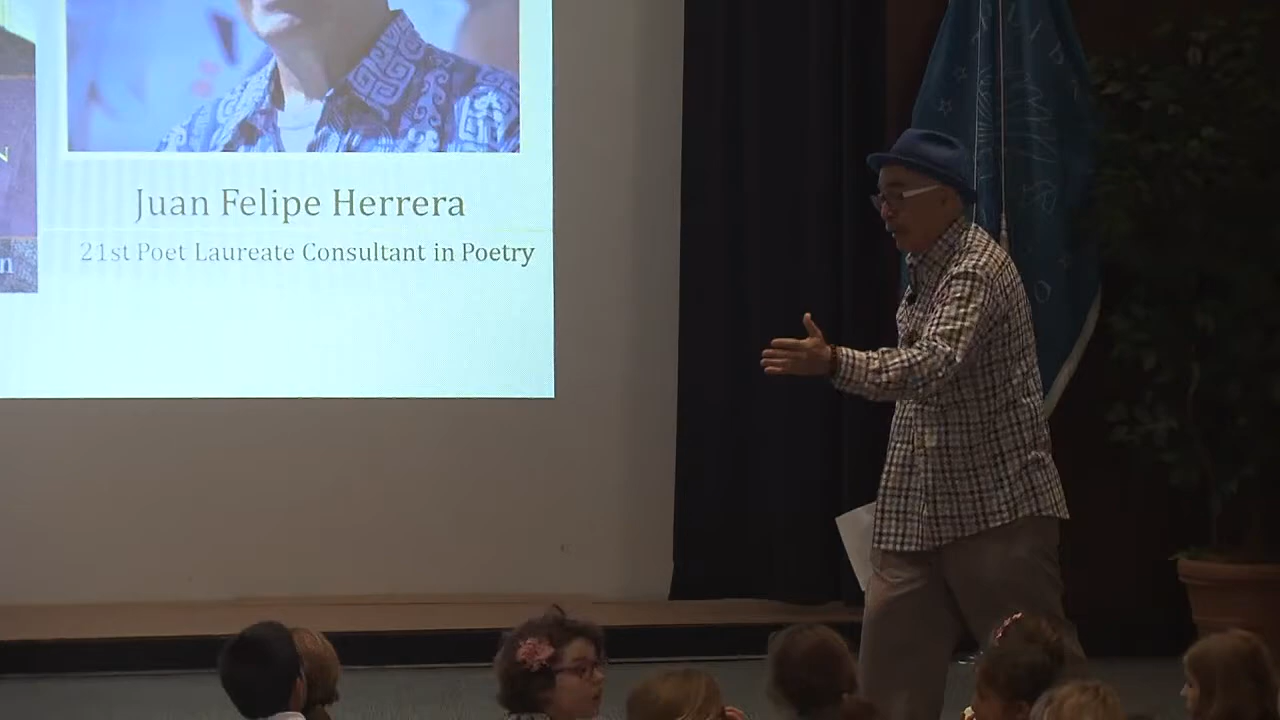 N
n
Juan Felipe Herrera
21st Poet Laureate Consultant in Poetry